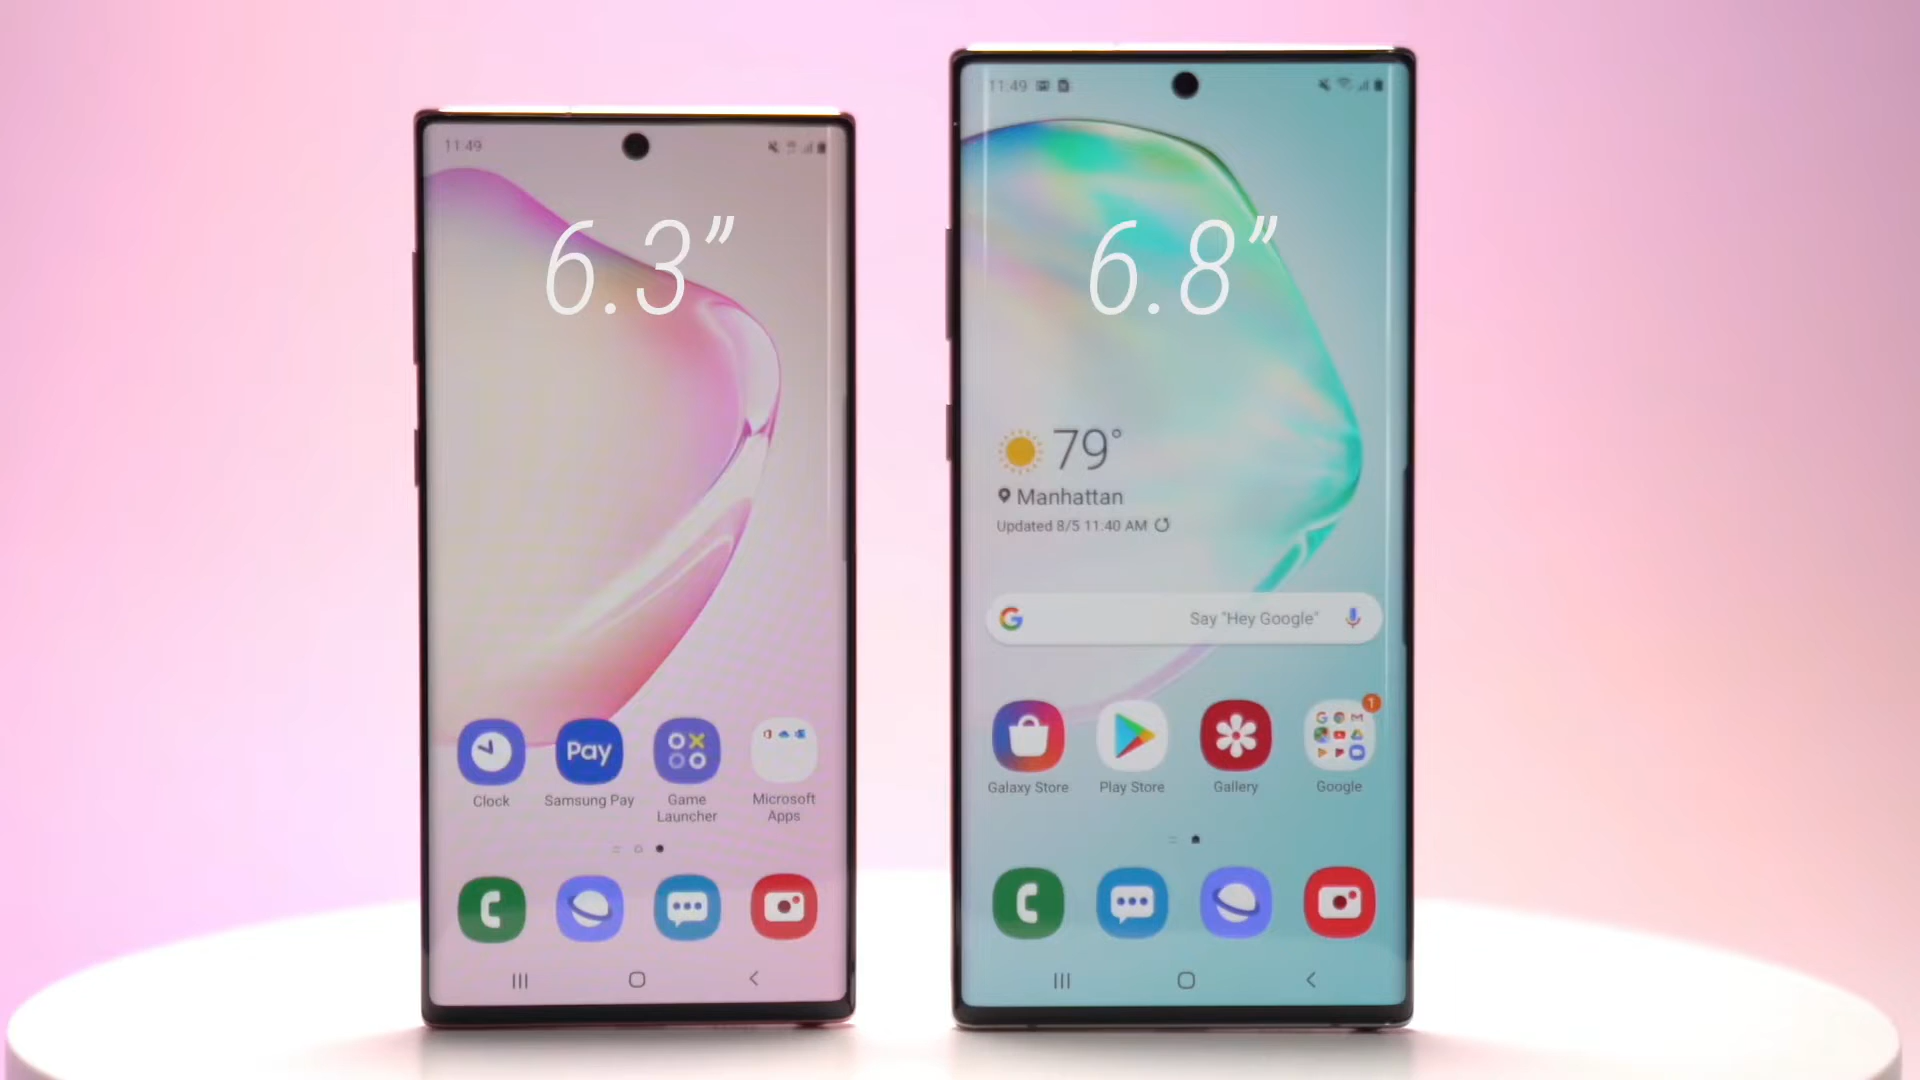 11:49
6.3”
Clock
Samsung Pay
Pay
Game
Launcher
Microsoft
Apps
11:49
6.8”
79°
Manhattan
Updated 8/5 11:40 AM
G
Say "Hey Google"
1
Galaxy Store
Play Store
Gallery
Google